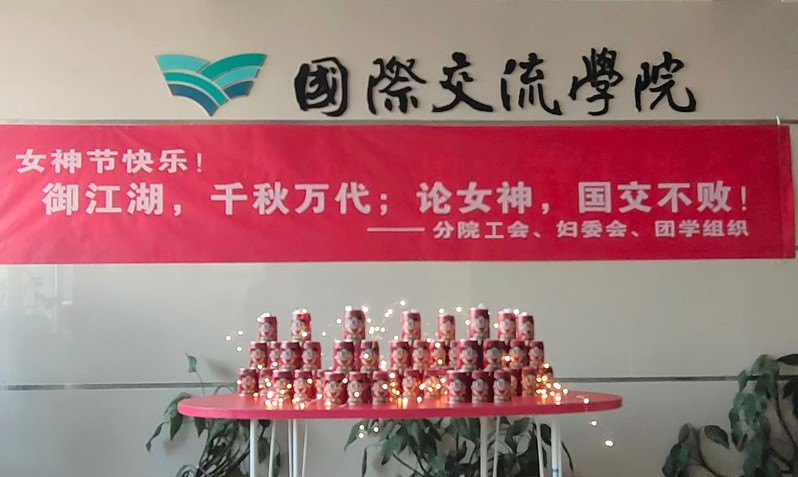 國際交流學院
女神节快乐！
御江湖，千秋万代；论女神，国交不败！
——分院工会、妇委会、团学组织